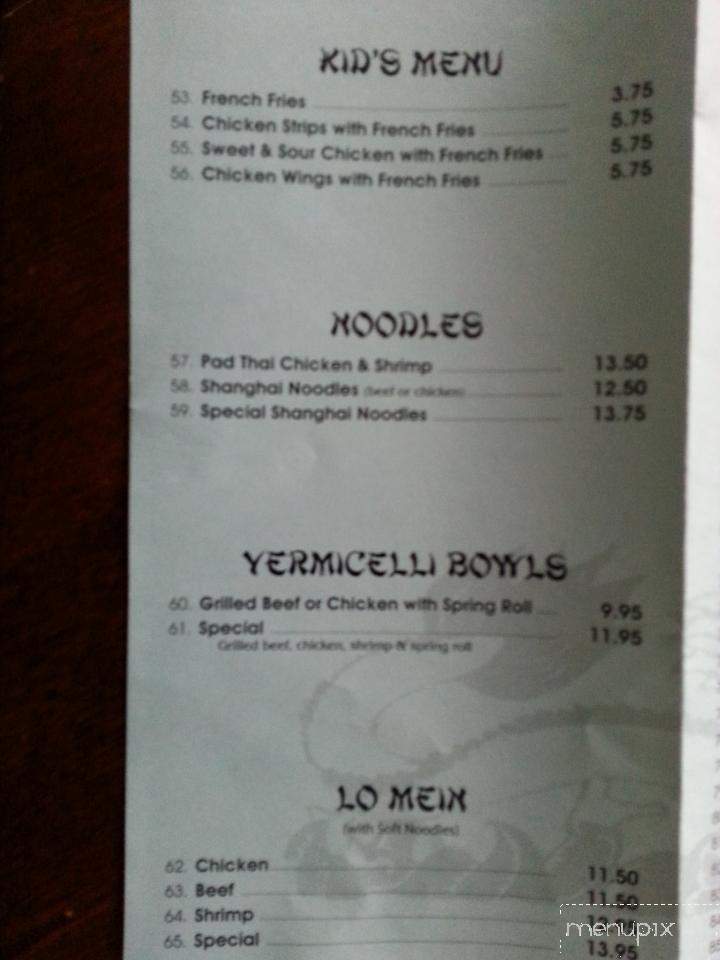 KID'S MENU
53. French Fries 3.75
54. Chicken Strips with French Fries 5.75
55. Sweet & Sour Chicken with French Fries 5.75
56. Chicken Wings with French Fries 5.75
NOODLES
57. Pad Thai Chicken & Shrimp 13.50
58. Shanghai Noodles (beef or chicken) 12.50
59. Special Shanghai Noodles 13.75
VERMICELLI BOWLS
60. Grilled Beef or Chicken with Spring Roll 9.95
61. Special 11.95
Grilled beef, chicken, shrimp & spring roll
LO MEIN
(with Soft Noodles)
62. Chicken 11.50
63. Beef 11.50
64. Shrimp
65. Special 13.95
menupix